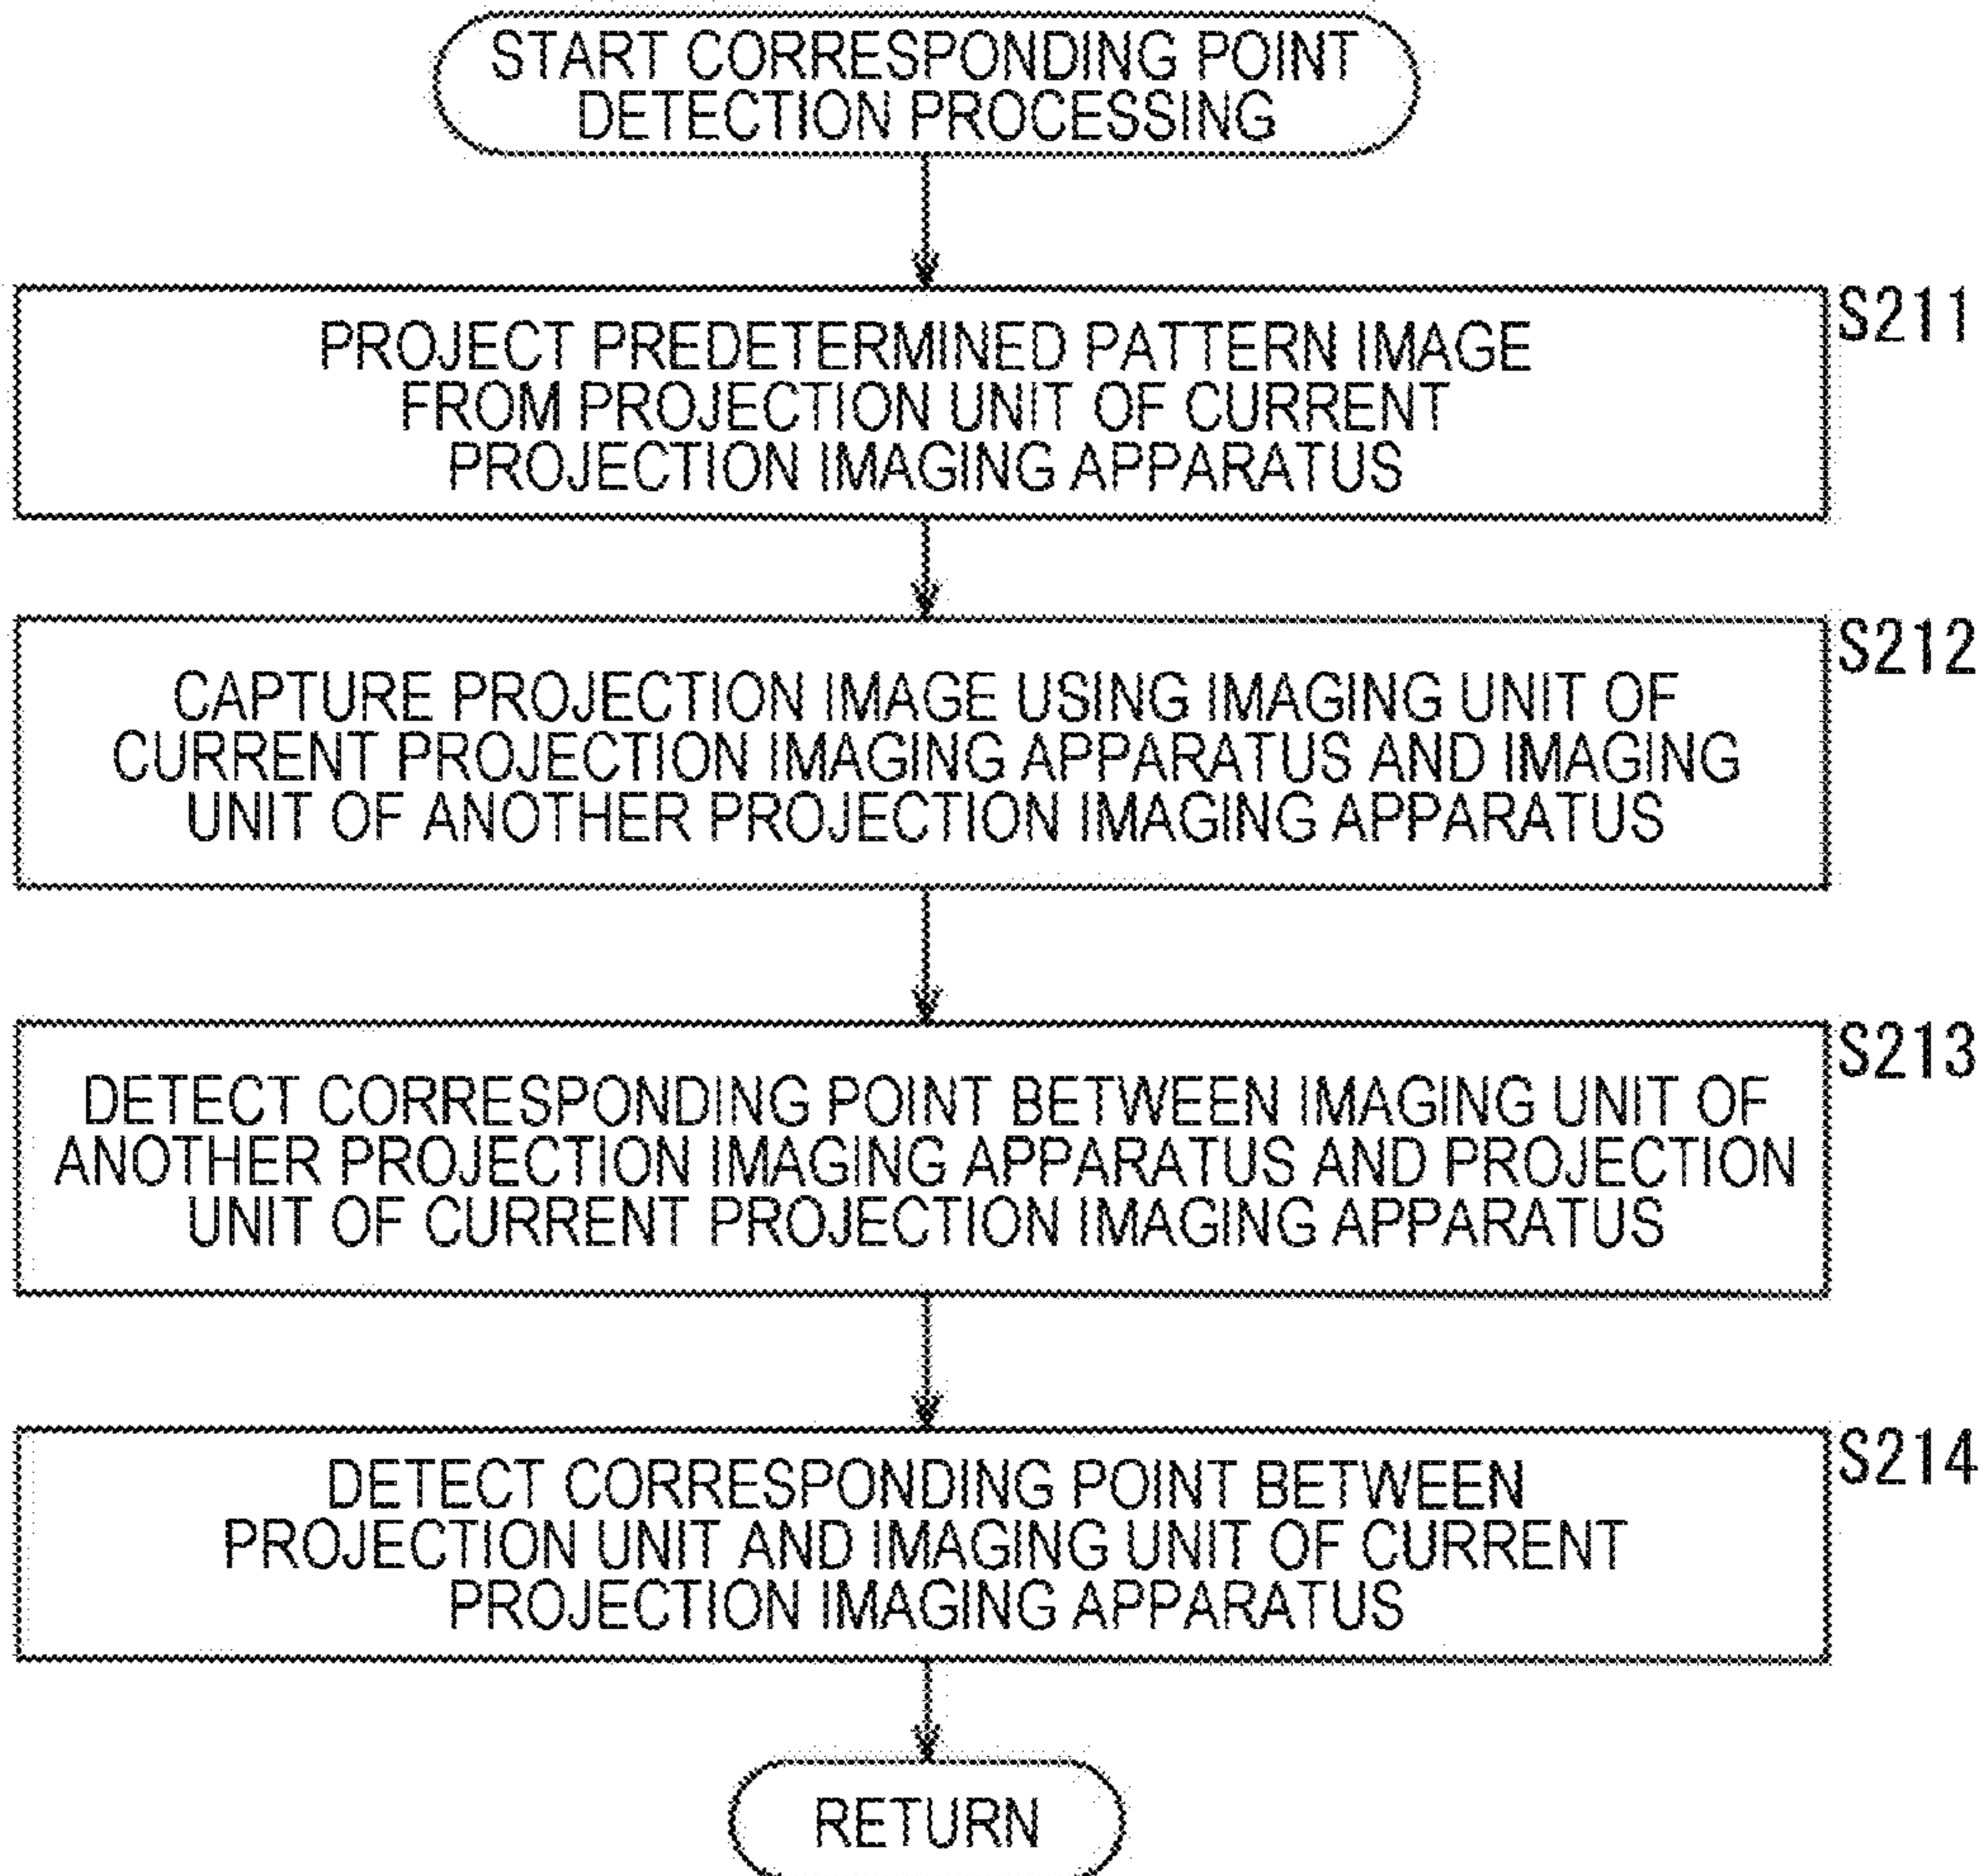 START CORRESPONDING POINT
DETECTION PROCESSING
S211
PROJECT PREDETERMINED PATTERN IMAGE
FROM PROJECTION UNIT OF CURRENT
PROJECTION IMAGING APPARATUS
S212
CAPTURE PROJECTION IMAGE USING IMAGING UNIT OF
CURRENT PROJECTION IMAGING APPARATUS AND IMAGING
UNIT OF ANOTHER PROJECTION IMAGING APPARATUS
S213
DETECT CORRESPONDING POINT BETWEEN IMAGING UNIT OF
ANOTHER PROJECTION IMAGING APPARATUS AND PROJECTION
UNIT OF CURRENT PROJECTION IMAGING APPARATUS
S214
DETECT CORRESPONDING POINT BETWEEN
PROJECTION UNIT AND IMAGING UNIT OF CURRENT
PROJECTION IMAGING APPARATUS
RETURN